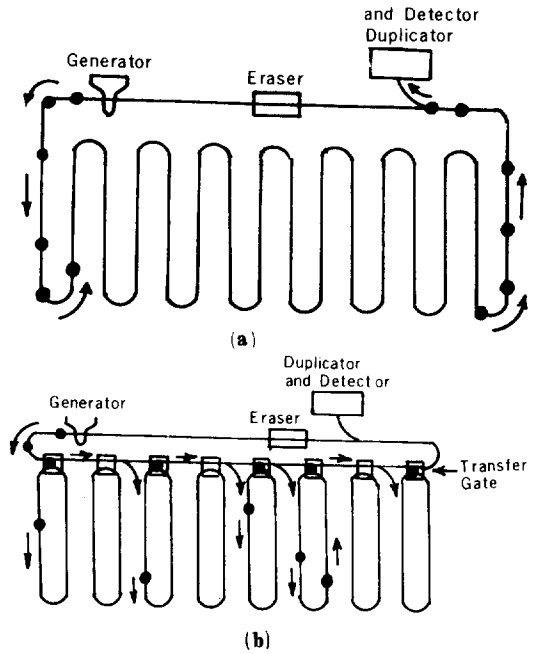 and Detector
Duplicator
Generator
Eraser
(a)
Duplicator
and Detector
Generator
Eraser
Transfer
Gate
(b)